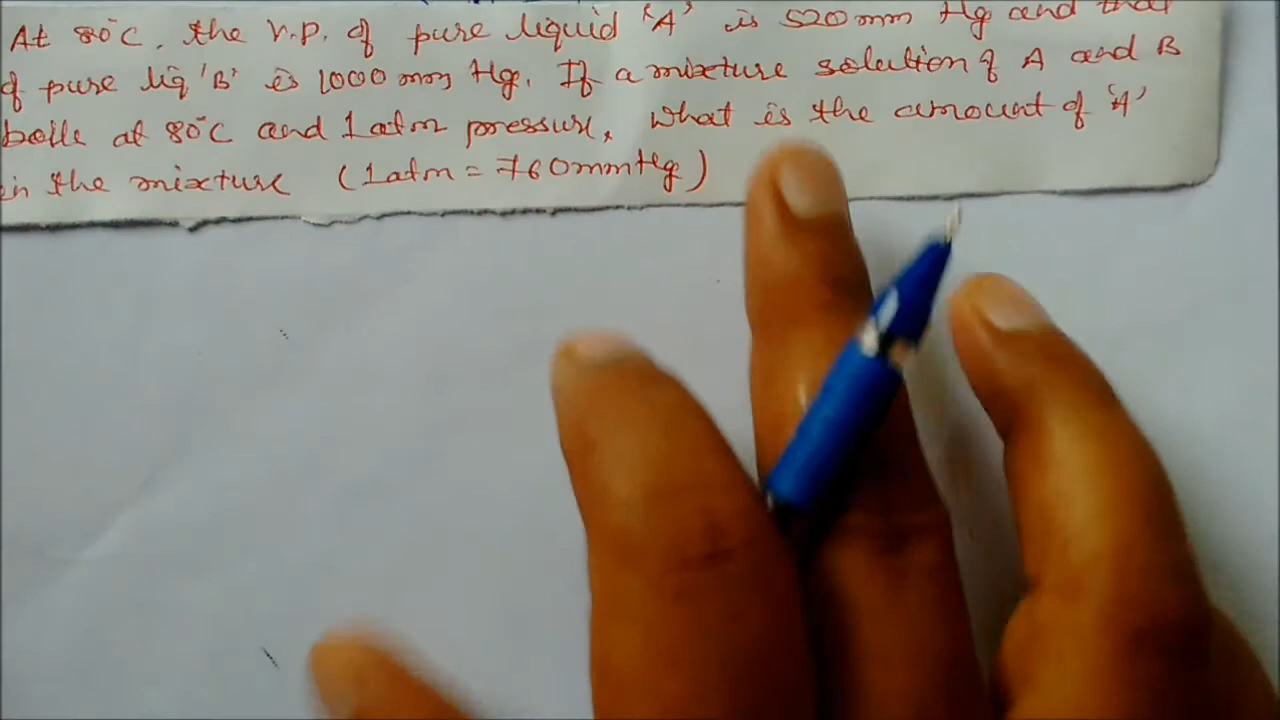 At 80°C, the V.P. of pure liquid 'A' is 520 mm Hg and that
of pure liq 'B' is 1000 mm Hg. If a mixture solution of A and B
boils at 80°C and 1 atm pressure, what is the amount of 'A'
in the mixture (1 atm = 760 mm Hg)